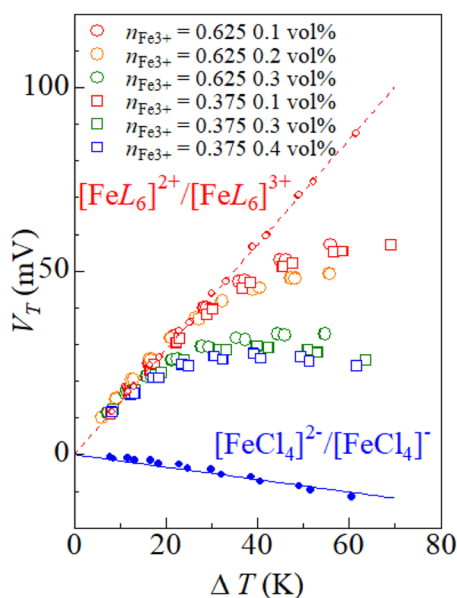 n_Fe3+ = 0.625 0.1 vol%
n_Fe3+ = 0.625 0.2 vol%
n_Fe3+ = 0.625 0.3 vol%
n_Fe3+ = 0.375 0.1 vol%
n_Fe3+ = 0.375 0.3 vol%
n_Fe3+ = 0.375 0.4 vol%
100
[FeL₆]²⁺/[FeL₆]³⁺
50
V_T (mV)
[FeCl₄]²⁻/[FeCl₄]⁻
0
0 20 40 60 80
Δ T (K)